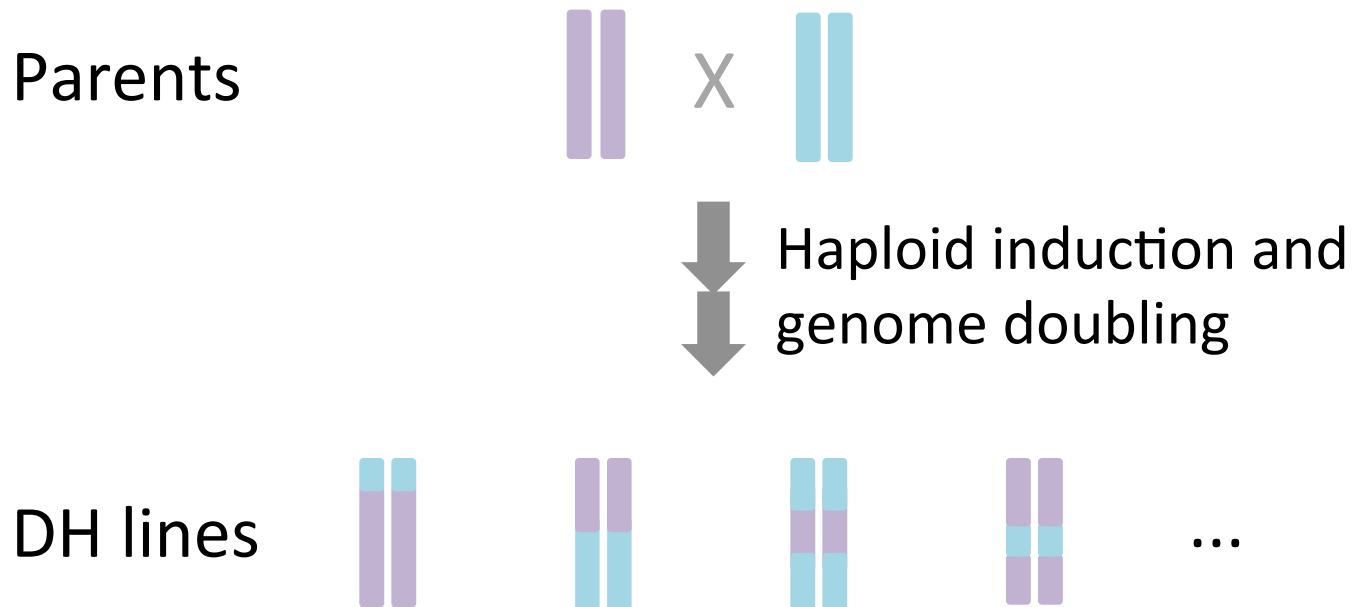 Parents
X
Haploid induction and
genome doubling
DH lines
...